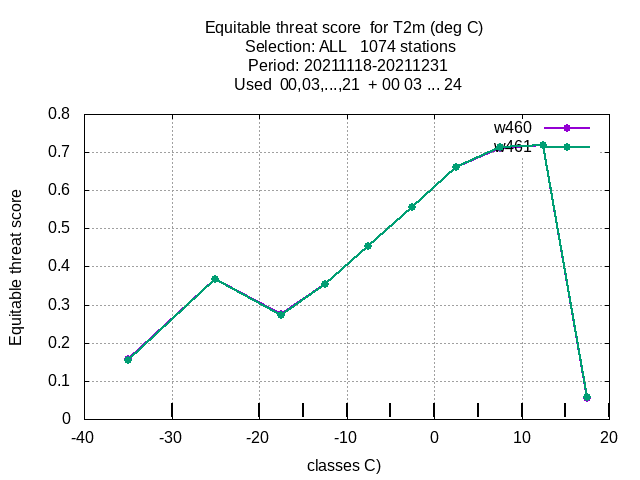 Equitable threat score  for T2m (deg C)
Selection: ALL   1074 stations
Period: 20211118-20211231
Used  00,03,...,21  + 00 03 ... 24
w460
w461
0.8
0.7
0.6
0.5
0.4
0.3
0.2
0.1
0
Equitable threat score
-40 -30 -20 -10 0 10 20
classes C)